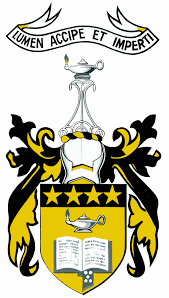 LUMEN ACCIPE ET IMPERTI